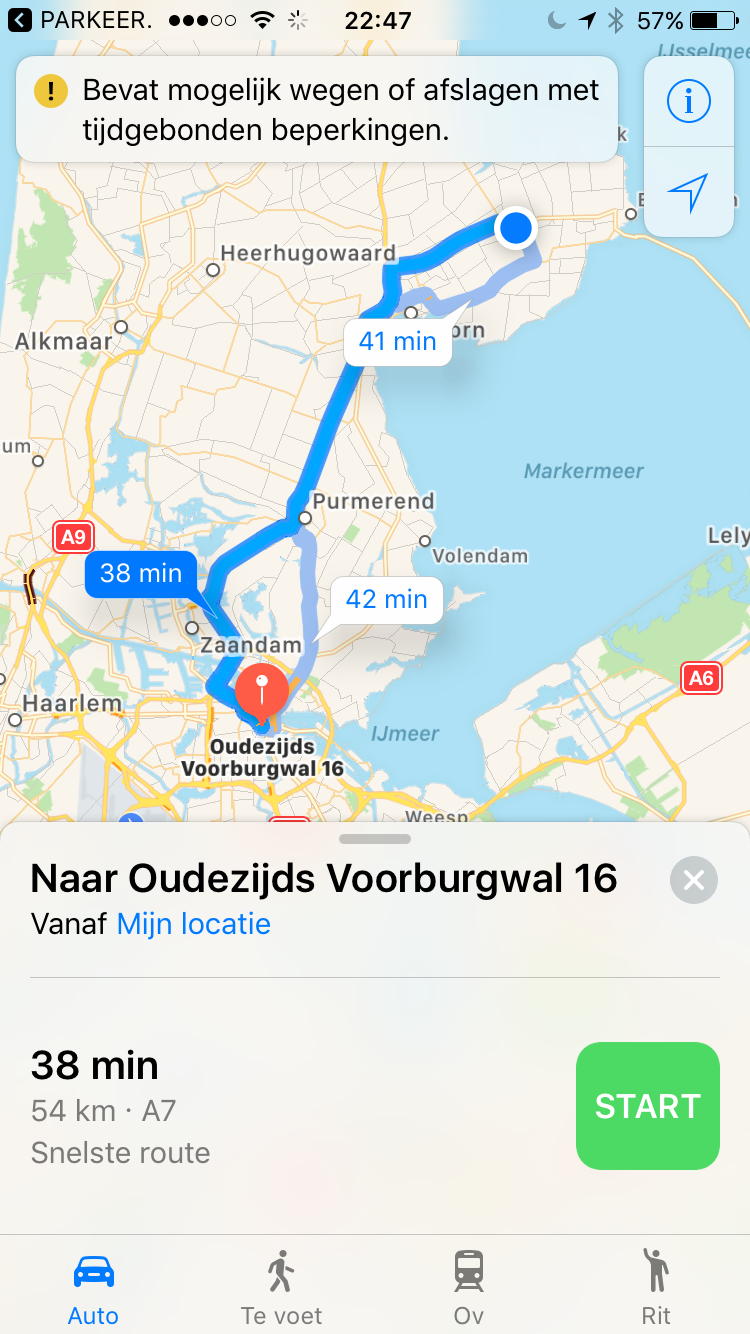 PARKEER. 22:47 57%
IJsselmee
Bevat mogelijk wegen of afslagen met
tijdgebonden beperkingen.
Heerhugowaard
Alkmaar
orn
41 min
um
Markermeer
Purmerend
A9
Lely
Volendam
38 min
42 min
Zaandam
A6
Haarlem
IJmeer
Oudezijds
Voorburgwal 16
Weesp
Naar Oudezijds Voorburgwal 16
Vanaf Mijn locatie
38 min
54 km · A7
Snelste route
START
Auto Te voet Ov Rit